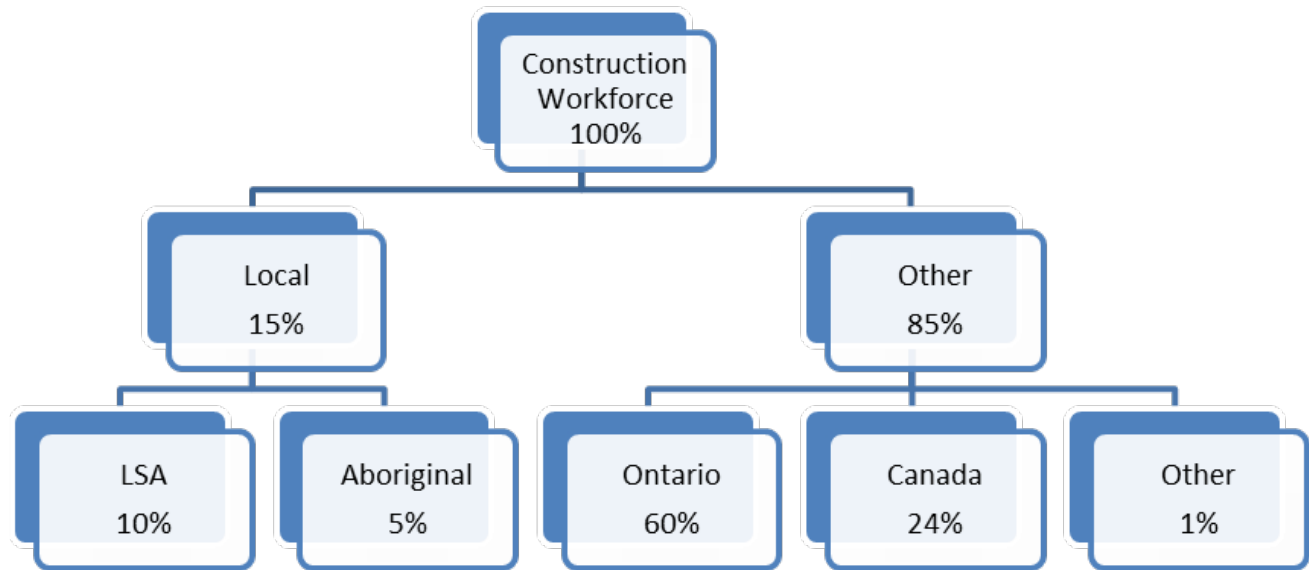 Construction
Workforce
100%
Local
15%
Other
85%
LSA
10%
Aboriginal
5%
Ontario
60%
Canada
24%
Other
1%